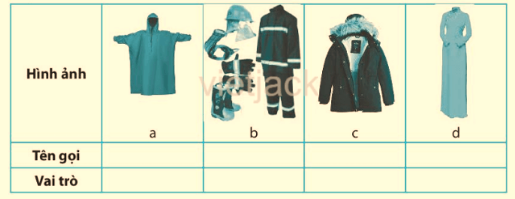 Hình ảnh
vietjack
a b c d
Tên gọi
Vai trò